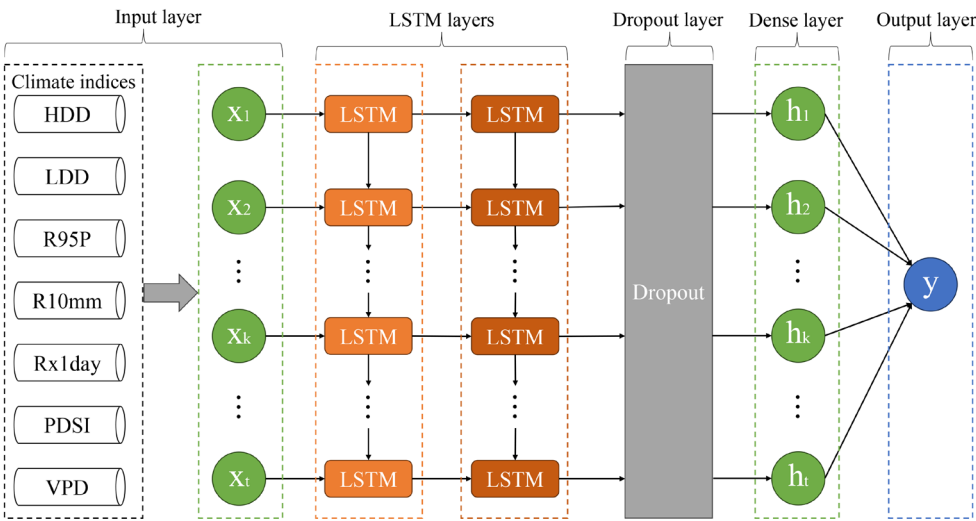 Input layer
LSTM layers
Dropout layer
Dense layer
Output layer
Climate indices
HDD
LDD
R95P
R10mm
Rx1day
PDSI
VPD
x1
x2
⋮
xk
⋮
xt
LSTM
LSTM
⋮
LSTM
⋮
LSTM
LSTM
LSTM
⋮
LSTM
⋮
LSTM
Dropout
h1
h2
⋮
hk
⋮
ht
y